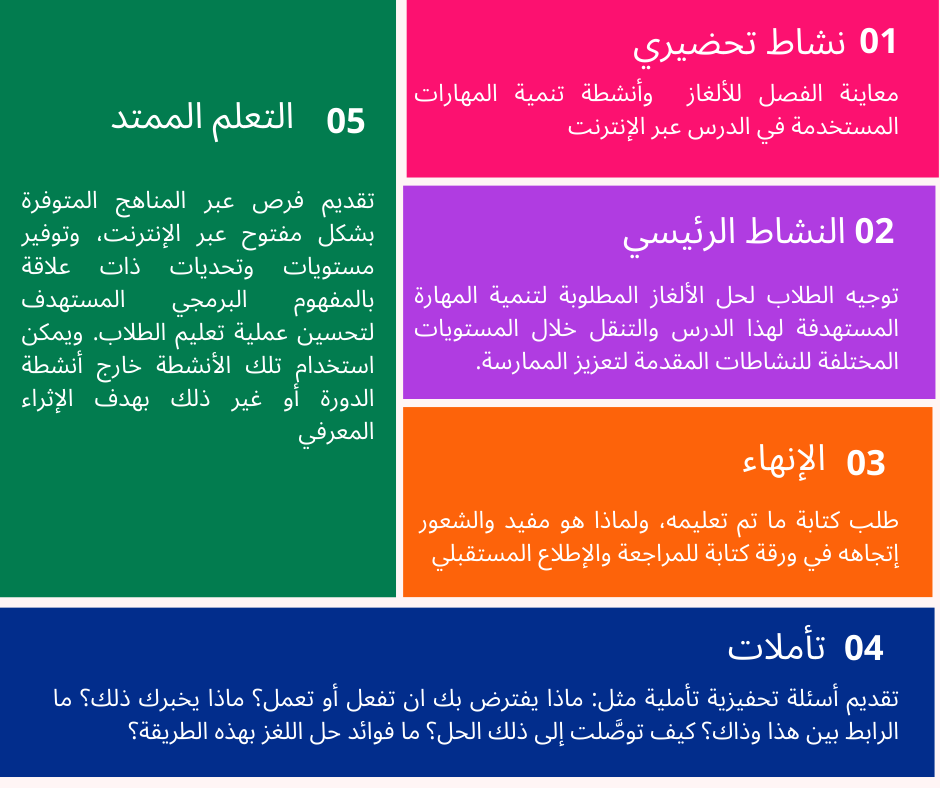 01 نشاط تحضيري
معاينة الفصل للألغاز وأنشطة تنمية المهارات
المستخدمة في الدرس عبر الإنترنت
02 النشاط الرئيسي
توجيه الطلاب لحل الألغاز المطلوبة لتنمية المهارة
المستهدفة لهذا الدرس والتنقل خلال المستويات
المختلفة للنشاطات المقدمة لتعزيز الممارسة.
03 الإنهاء
طلب كتابة ما تم تعليمه، ولماذا هو مفيد والشعور
إتجاهه في ورقة كتابة للمراجعة والإطلاع المستقبلي
04 تأملات
تقديم أسئلة تحفيزية تأملية مثل: ماذا يفترض بك ان تفعل أو تعمل؟ ماذا يخبرك ذلك؟ ما
الرابط بين هذا وذاك؟ كيف توصَّلت إلى ذلك الحل؟ ما فوائد حل اللغز بهذه الطريقة؟
05 التعلم الممتد
تقديم فرص عبر المناهج المتوفرة
بشكل مفتوح عبر الإنترنت، وتوفير
مستويات وتحديات ذات علاقة
بالمفهوم البرمجي المستهدف
لتحسين عملية تعليم الطلاب. ويمكن
استخدام تلك الأنشطة خارج أنشطة
الدورة أو غير ذلك بهدف الإثراء
المعرفي